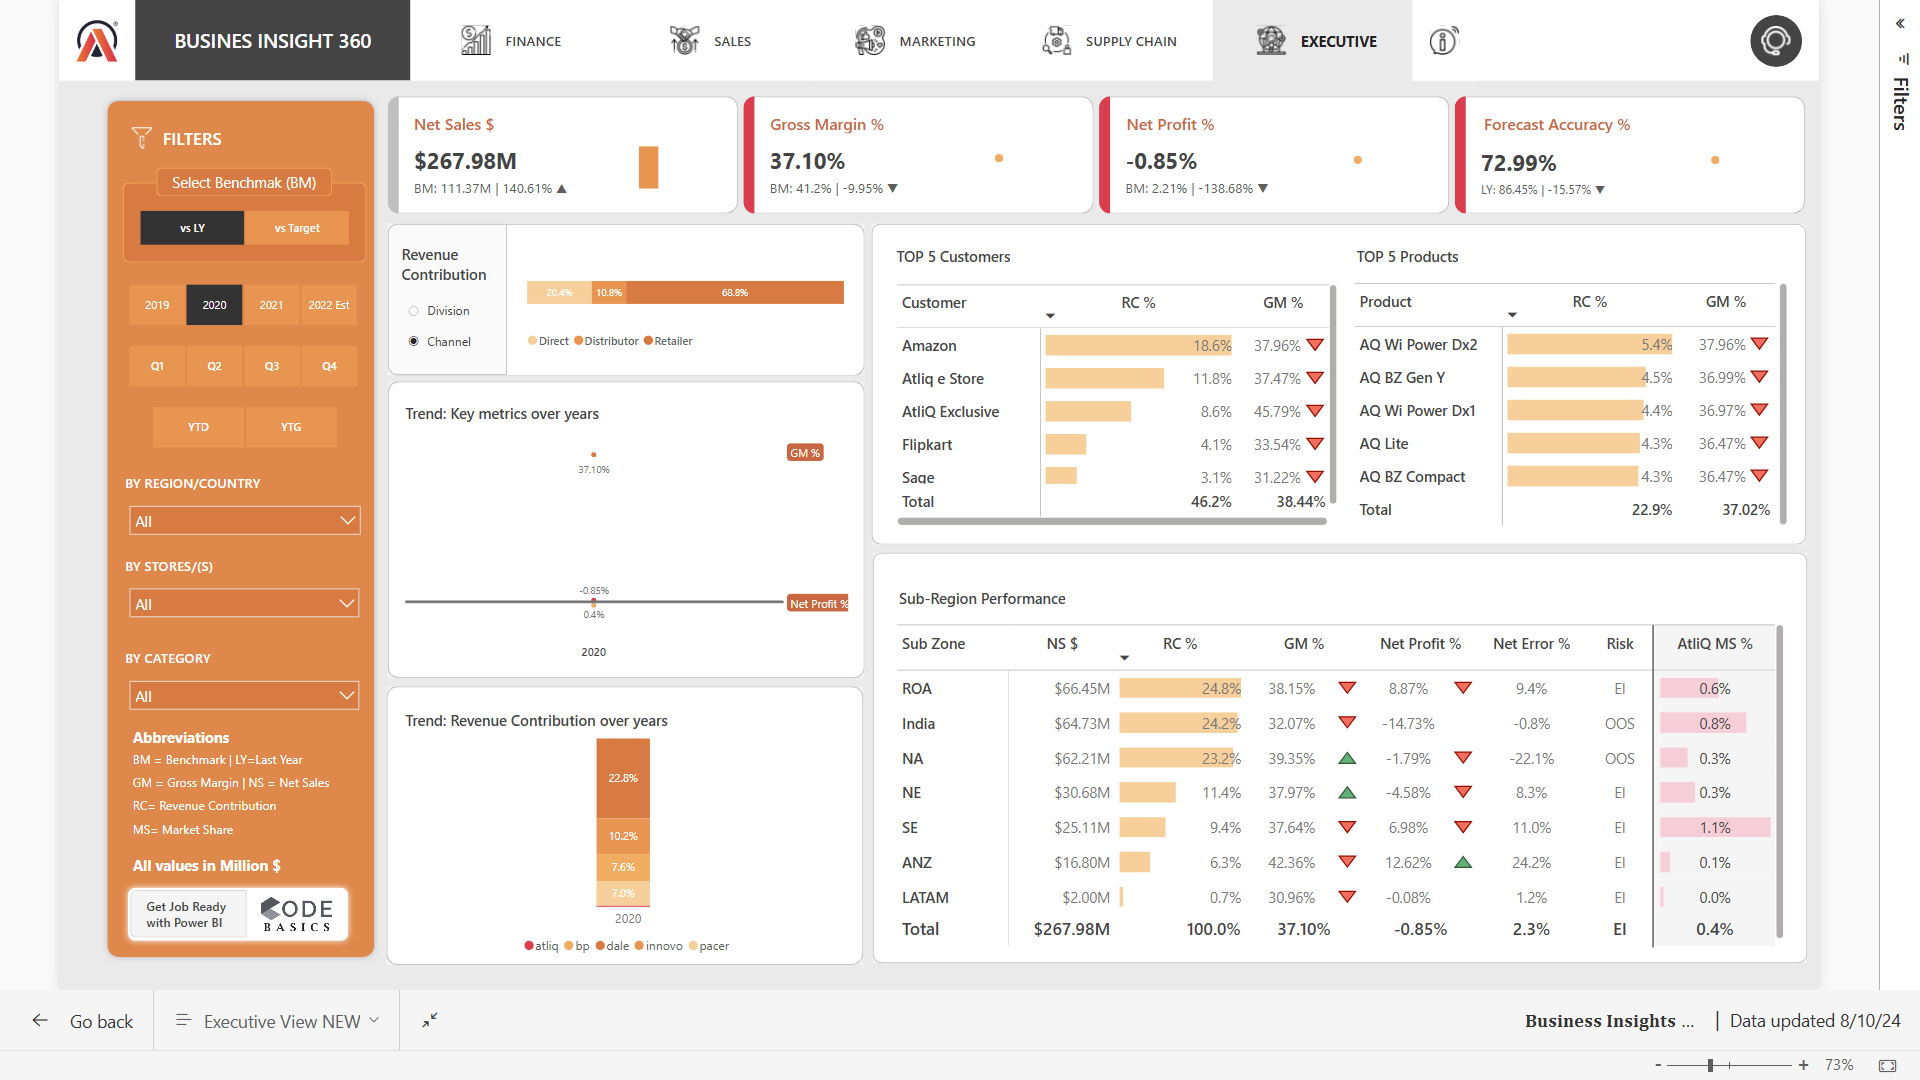 BUSINES INSIGHT 360
FINANCE
SALES
MARKETING
SUPPLY CHAIN
EXECUTIVE
Filters
FILTERS
Select Benchmak (BM)
vs LY
vs Target
2019
2020
2021
2022 Est
Q1
Q2
Q3
Q4
YTD
YTG
BY REGION/COUNTRY
All
BY STORES/(S)
All
BY CATEGORY
All
Abbreviations
BM = Benchmark | LY=Last Year
GM = Gross Margin | NS = Net Sales
RC= Revenue Contribution
MS= Market Share
All values in Million $
Get Job Ready
with Power BI
CODE
BASICS
Net Sales $
$267.98M
BM: 111.37M | 140.61% ▲
Gross Margin %
37.10%
BM: 41.2% | -9.95% ▼
Net Profit %
-0.85%
BM: 2.21% | -138.68% ▼
Forecast Accuracy %
72.99%
LY: 86.45% | -15.57% ▼
Revenue
Contribution
Division
Channel
20.4% 10.8% 68.8%
Direct Distributor Retailer
Trend: Key metrics over years
GM %
37.10%
-0.85%
Net Profit %
0.4%
2020
Trend: Revenue Contribution over years
22.8%
10.2%
7.6%
7.0%
2020
atliq bp dale innovo pacer
TOP 5 Customers
Customer RC % GM %
Amazon 18.6% 37.96%
Atliq e Store 11.8% 37.47%
AtliQ Exclusive 8.6% 45.79%
Flipkart 4.1% 33.54%
Sage 3.1% 31.22%
Total 46.2% 38.44%
TOP 5 Products
Product RC % GM %
AQ Wi Power Dx2 5.4% 37.96%
AQ BZ Gen Y 4.5% 36.99%
AQ Wi Power Dx1 4.4% 36.97%
AQ Lite 4.3% 36.47%
AQ BZ Compact 4.3% 36.47%
Total 22.9% 37.02%
Sub-Region Performance
Sub Zone NS $ RC % GM % Net Profit % Net Error % Risk AtliQ MS %
ROA $66.45M 24.8% 38.15% 8.87% 9.4% EI 0.6%
India $64.73M 24.2% 32.07% -14.73% -0.8% OOS 0.8%
NA $62.21M 23.2% 39.35% -1.79% -22.1% OOS 0.3%
NE $30.68M 11.4% 37.97% -4.58% 8.3% EI 0.3%
SE $25.11M 9.4% 37.64% 6.98% 11.0% EI 1.1%
ANZ $16.80M 6.3% 42.36% 12.62% 24.2% EI 0.1%
LATAM $2.00M 0.7% 30.96% -0.08% 1.2% EI 0.0%
Total $267.98M 100.0% 37.10% -0.85% 2.3% EI 0.4%
Go back
Executive View NEW
Business Insights ... | Data updated 8/10/24
- + 73%